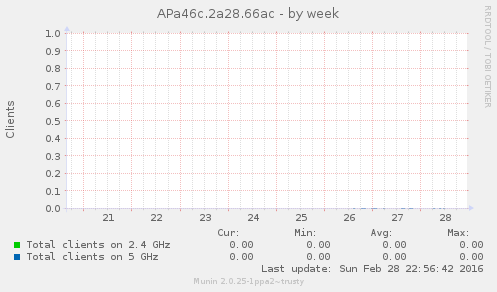 APa46c.2a28.66ac - by week
RRDTOOL / TOBI OETIKER
Clients
1.0
0.9
0.8
0.7
0.6
0.5
0.4
0.3
0.2
0.1
0.0
21 22 23 24 25 26 27 28
Cur: Min: Avg: Max:
Total clients on 2.4 GHz 0.00 0.00 0.00 0.00
Total clients on 5 GHz 0.00 0.00 0.00 0.00
Last update: Sun Feb 28 22:56:42 2016
Munin 2.0.25-1ppa2~trusty